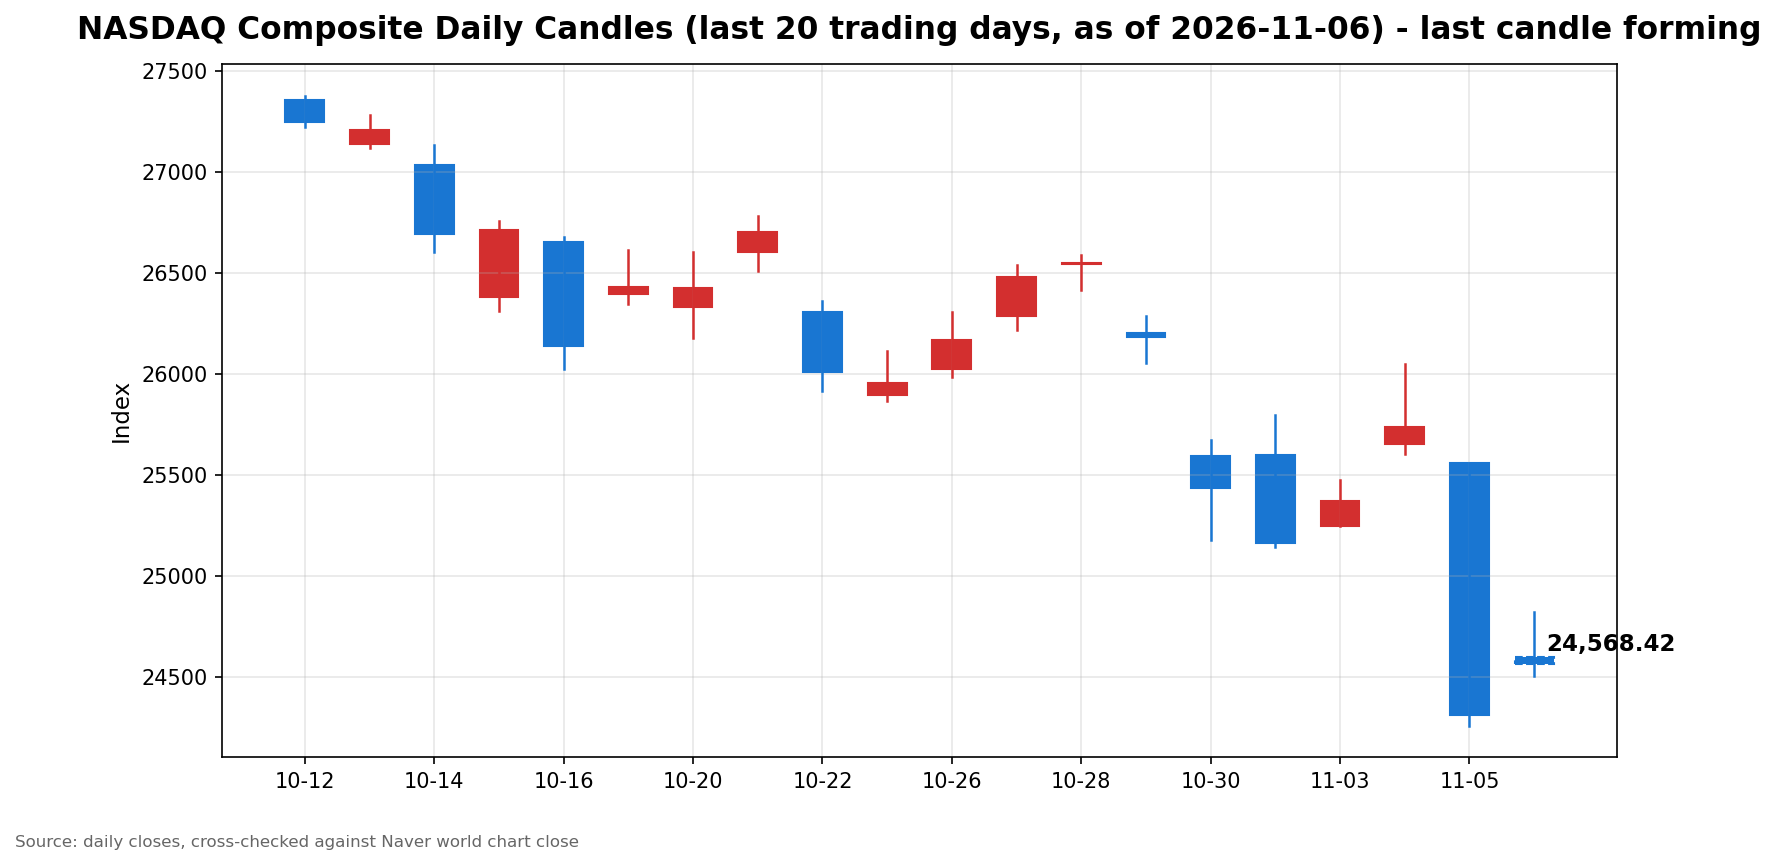 NASDAQ Composite Daily Candles (last 20 trading days, as of 2026-11-06) - last candle forming
27500
27000
26500
26000
25500
25000
24500
Index
24,568.42
10-12 10-14 10-16 10-20 10-22 10-26 10-28 10-30 11-03 11-05
Source: daily closes, cross-checked against Naver world chart close